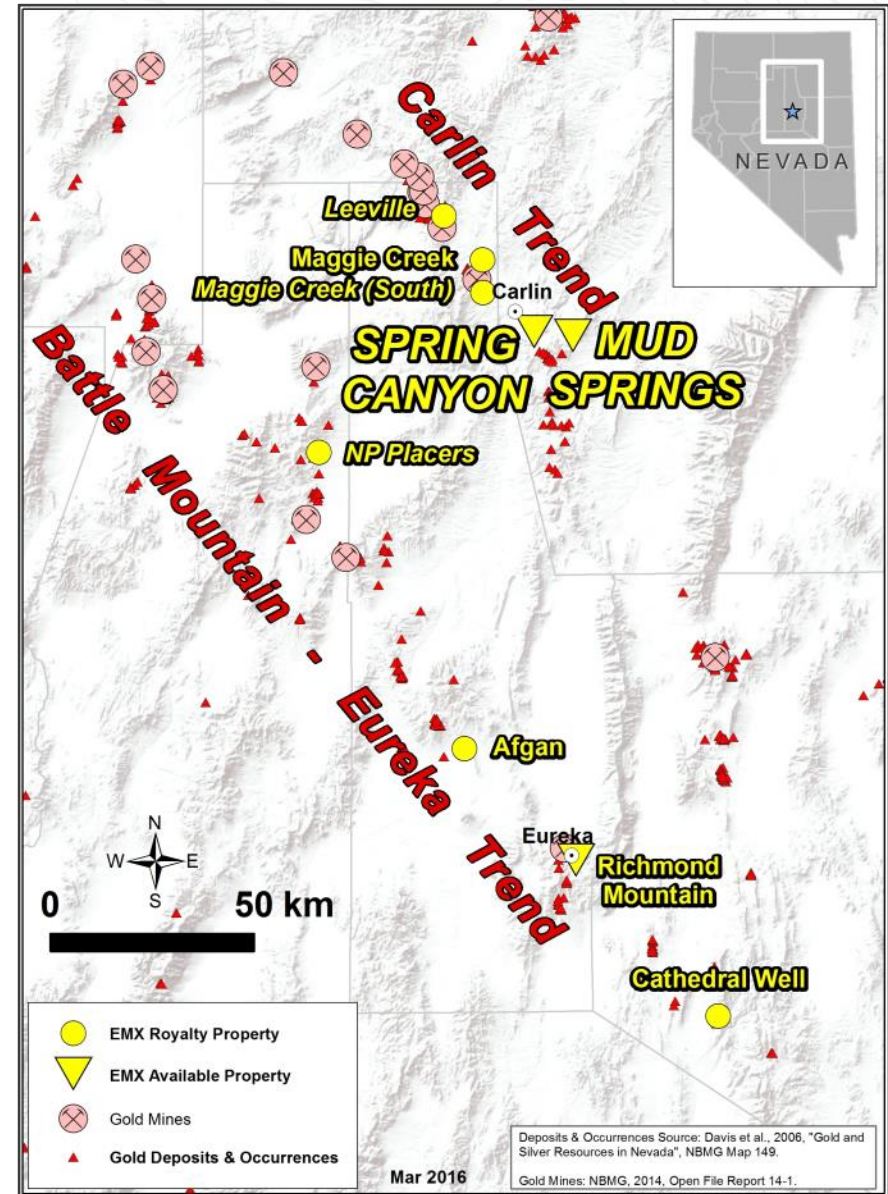 Carlin Trend
NEVADA
Leeville
Maggie Creek
Maggie Creek (South)
Carlin
SPRING
CANYON
MUD
SPRINGS
Battle Mountain - Eureka Trend
NP Placers
Afgan
Eureka
Richmond
Mountain
Cathedral Well
N
W E
S
0 50 km
EMX Royalty Property
EMX Available Property
Gold Mines
Gold Deposits & Occurrences
Mar 2016
Deposits & Occurrences Source: Davis et al., 2006, "Gold and
Silver Resources in Nevada", NBMG Map 149.
Gold Mines: NBMG, 2014, Open File Report 14-1.